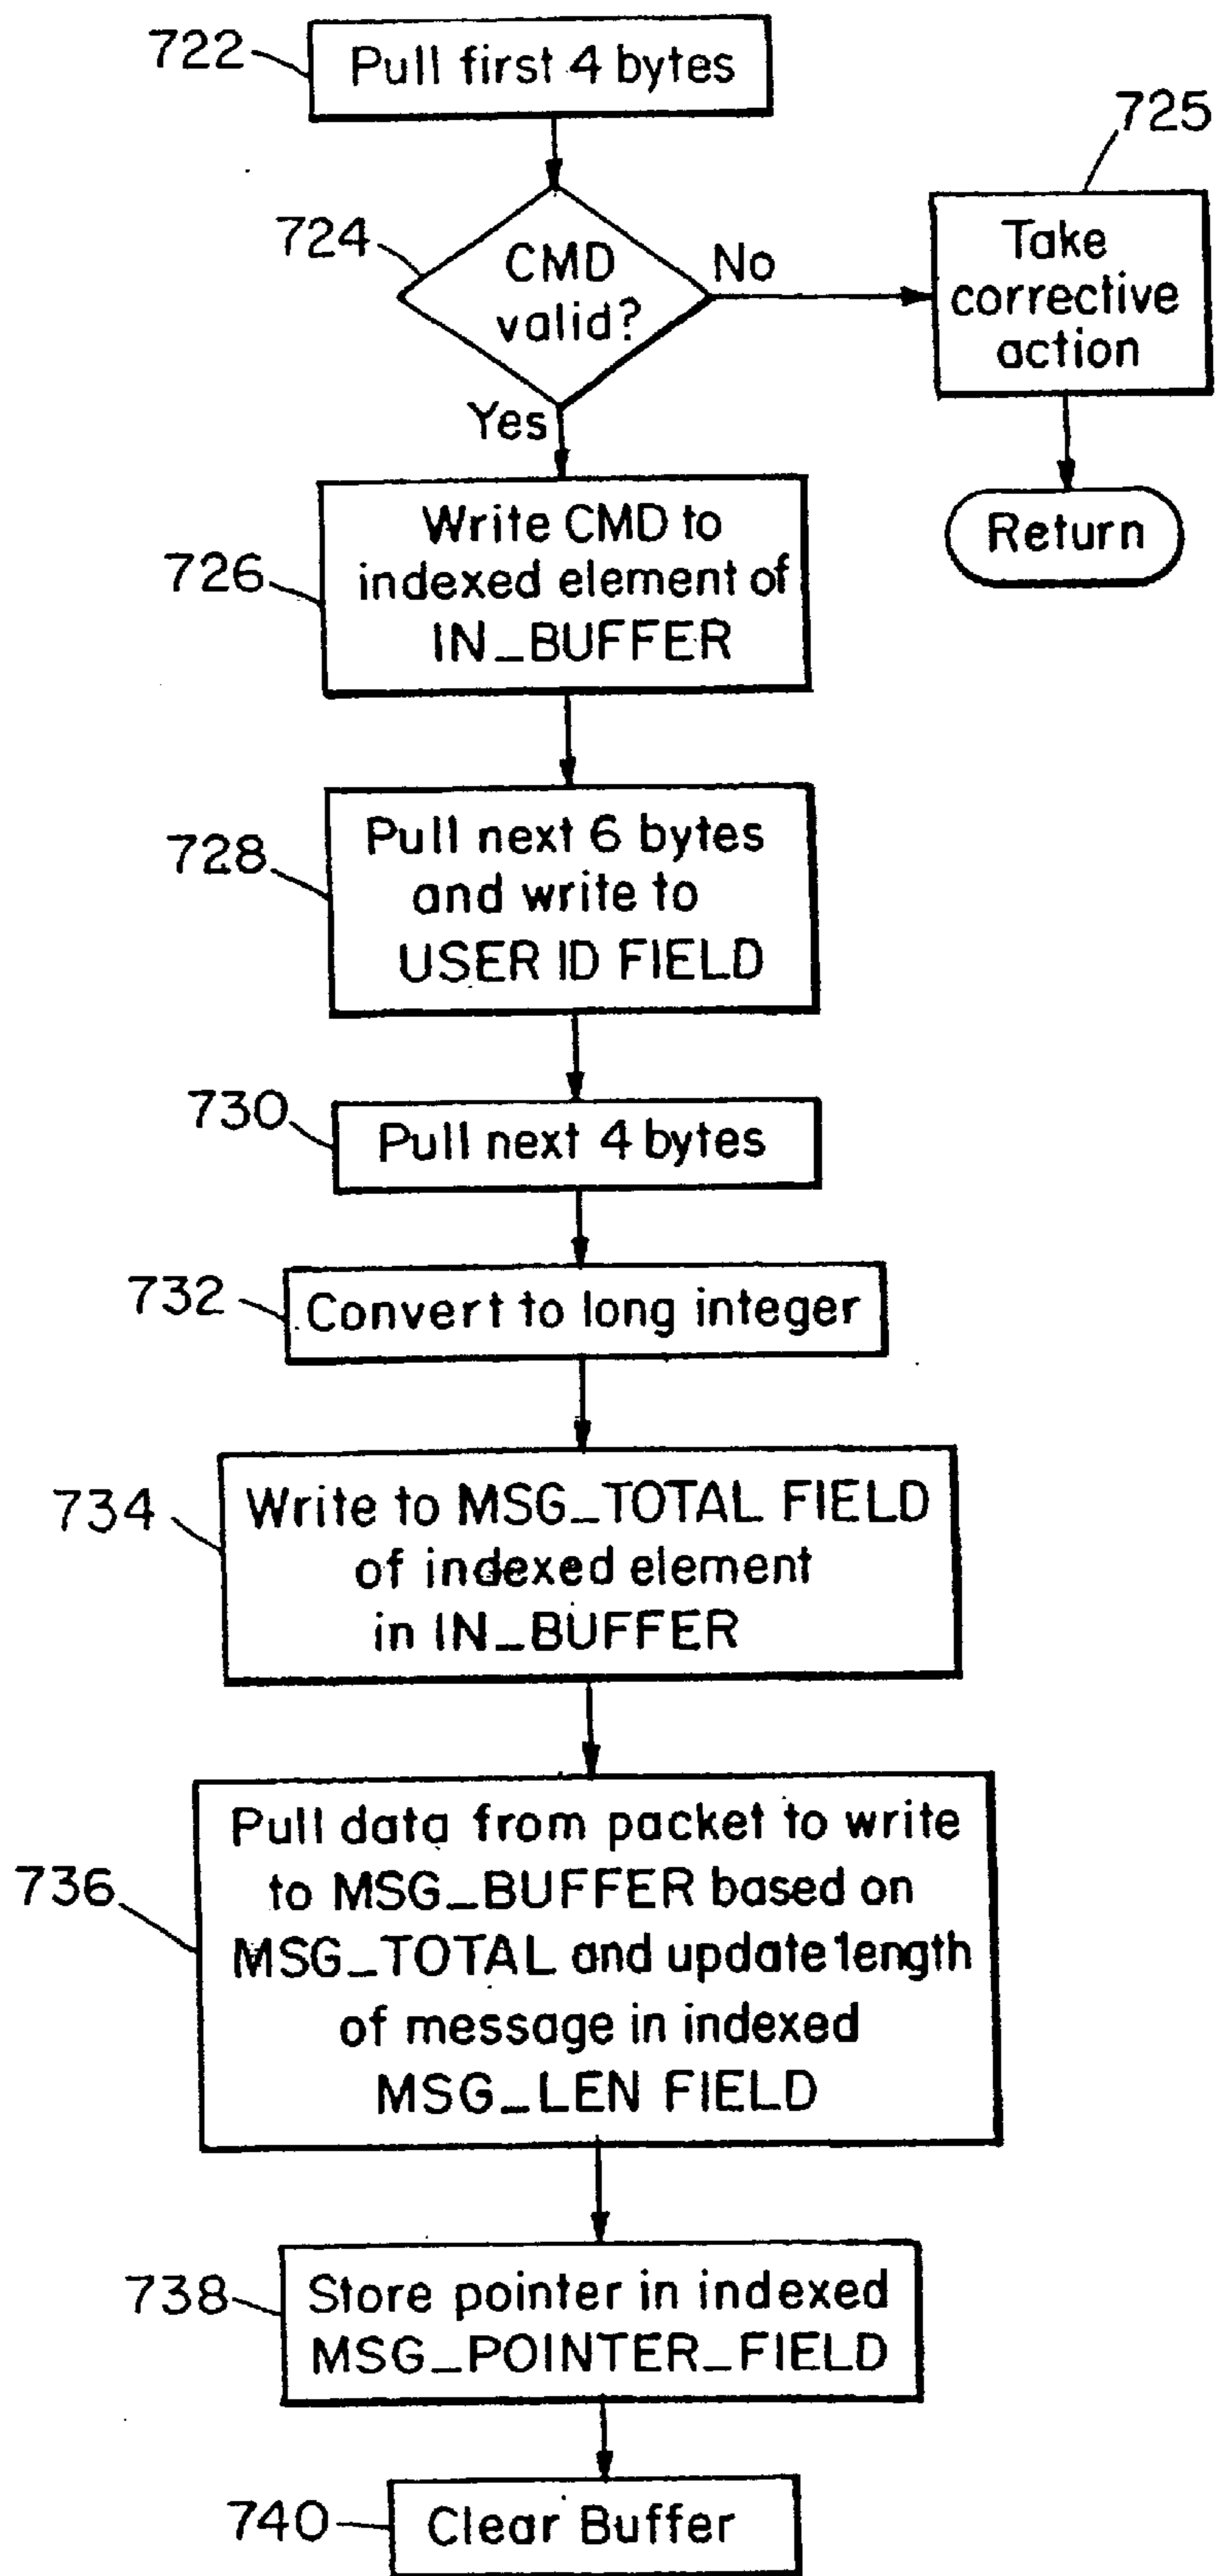 722
Pull first 4 bytes
725
724
CMD
valid?
No
Take
corrective
action
Yes
Return
726
Write CMD to
indexed element of
IN_BUFFER
728
Pull next 6 bytes
and write to
USER ID FIELD
730
Pull next 4 bytes
732
Convert to long integer
734
Write to MSG_TOTAL FIELD
of indexed element
in IN_BUFFER
736
Pull data from packet to write
to MSG_BUFFER based on
MSG_TOTAL and update length
of message in indexed
MSG_LEN FIELD
738
Store pointer in indexed
MSG_POINTER_FIELD
740
Clear Buffer